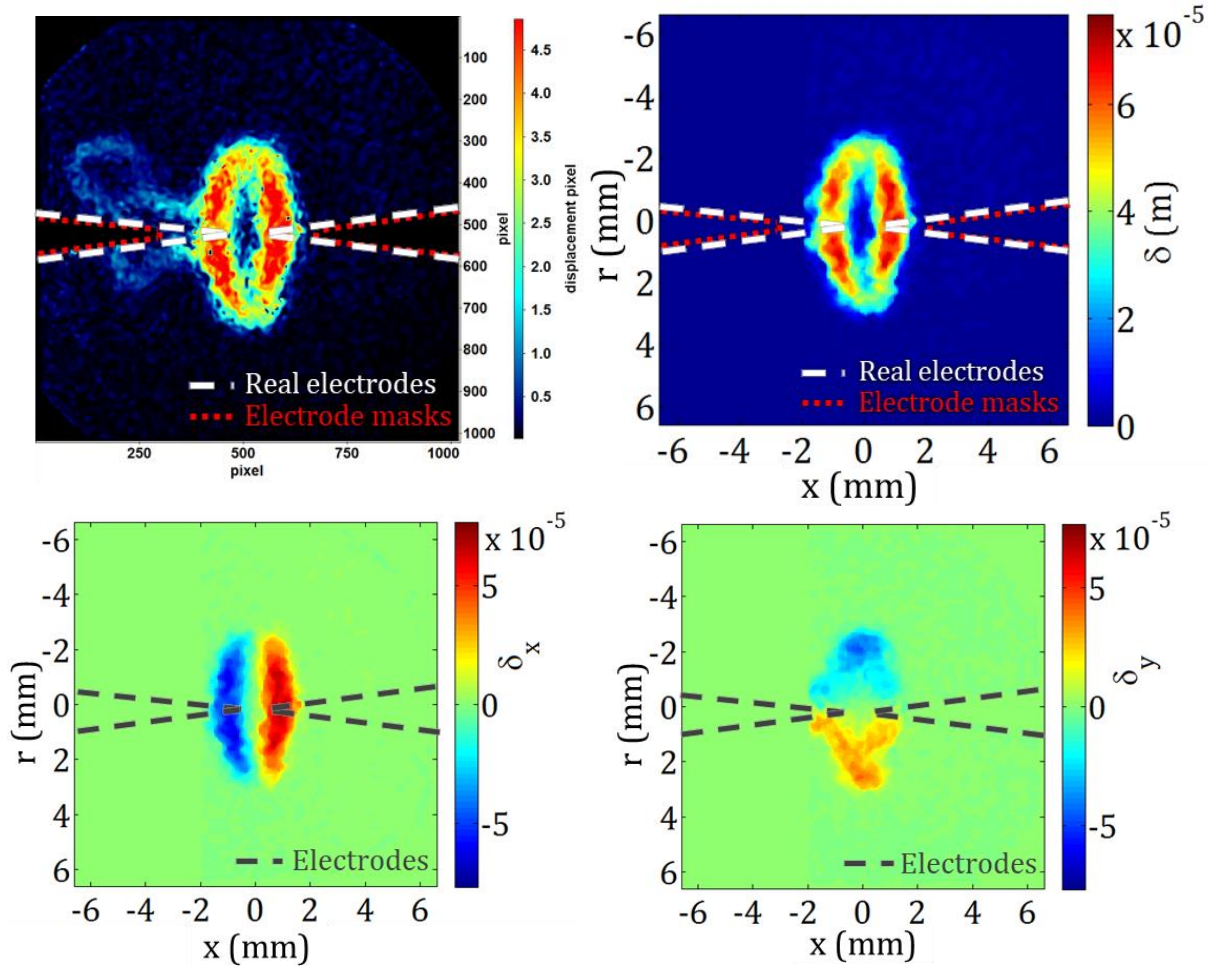 4.5
4.0
3.5
3.0
2.5
2.0
1.5
1.0
0.5
displacement pixel
100
200
300
400
500
600
700
800
900
1000
pixel
250 500 750 1000
pixel
Real electrodes
Electrode masks
-6
-4
-2
0
2
4
6
r (mm)
-6 -4 -2 0 2 4 6
x (mm)
Real electrodes
Electrode masks
x 10^-5
6
4
2
0
δ (m)
-6
-4
-2
0
2
4
6
r (mm)
-6 -4 -2 0 2 4 6
x (mm)
Electrodes
x 10^-5
5
0
-5
δ_x
-6
-4
-2
0
2
4
6
r (mm)
-6 -4 -2 0 2 4 6
x (mm)
Electrodes
x 10^-5
5
0
-5
δ_y